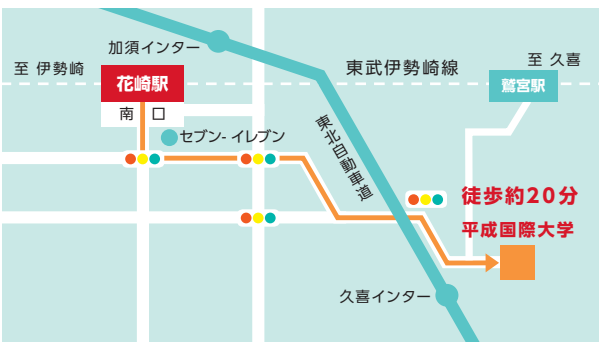 加須インター
至 伊勢崎
花崎駅
南 口
東武伊勢崎線
至 久喜
鷲宮駅
セブン-イレブン
東北自動車道
徒歩約20分
平成国際大学
久喜インター